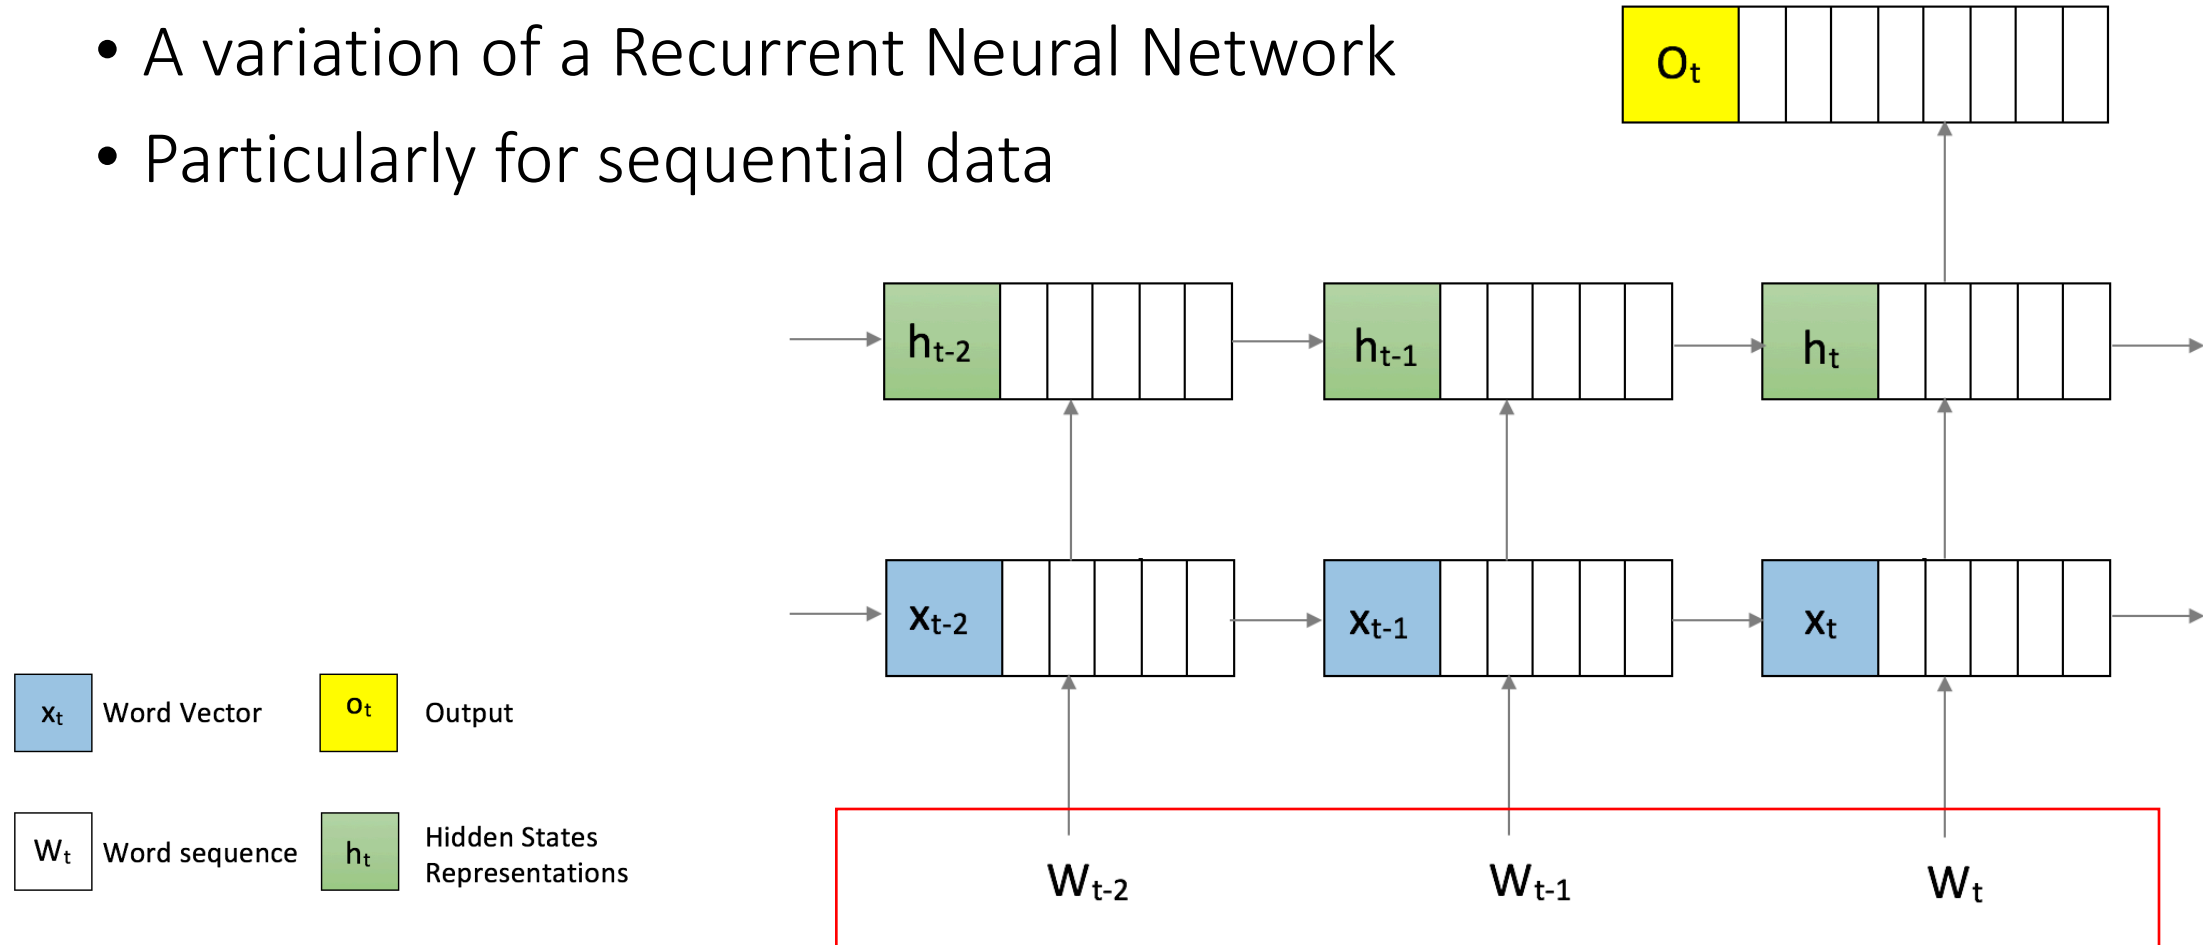 • A variation of a Recurrent Neural Network
• Particularly for sequential data
Ot
ht-2
ht-1
ht
xt-2
xt-1
xt
xt Word Vector
ot Output
Wt Word sequence
ht Hidden States
Representations
Wt-2
Wt-1
Wt